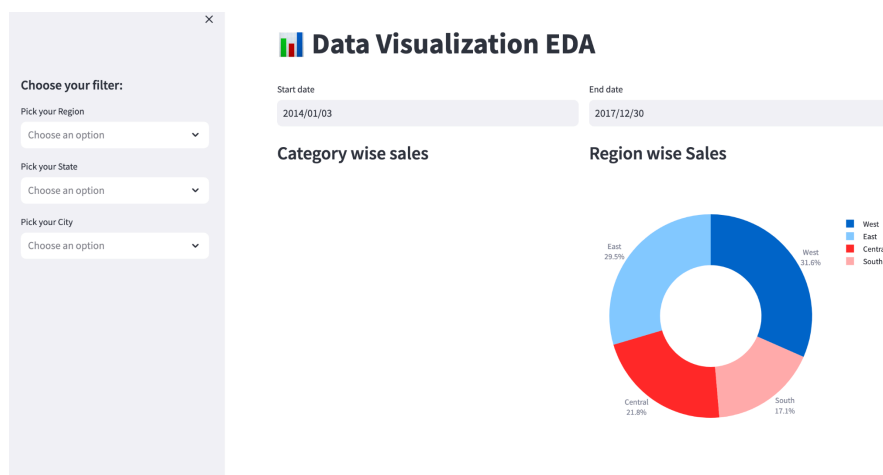 ×
Data Visualization EDA
Choose your filter:
Pick your Region
Choose an option
Pick your State
Choose an option
Pick your City
Choose an option
Start date
2014/01/03
End date
2017/12/30
Category wise sales
Region wise Sales
East
29.5%
West
31.6%
Central
21.8%
South
17.1%
West
East
Centra
South